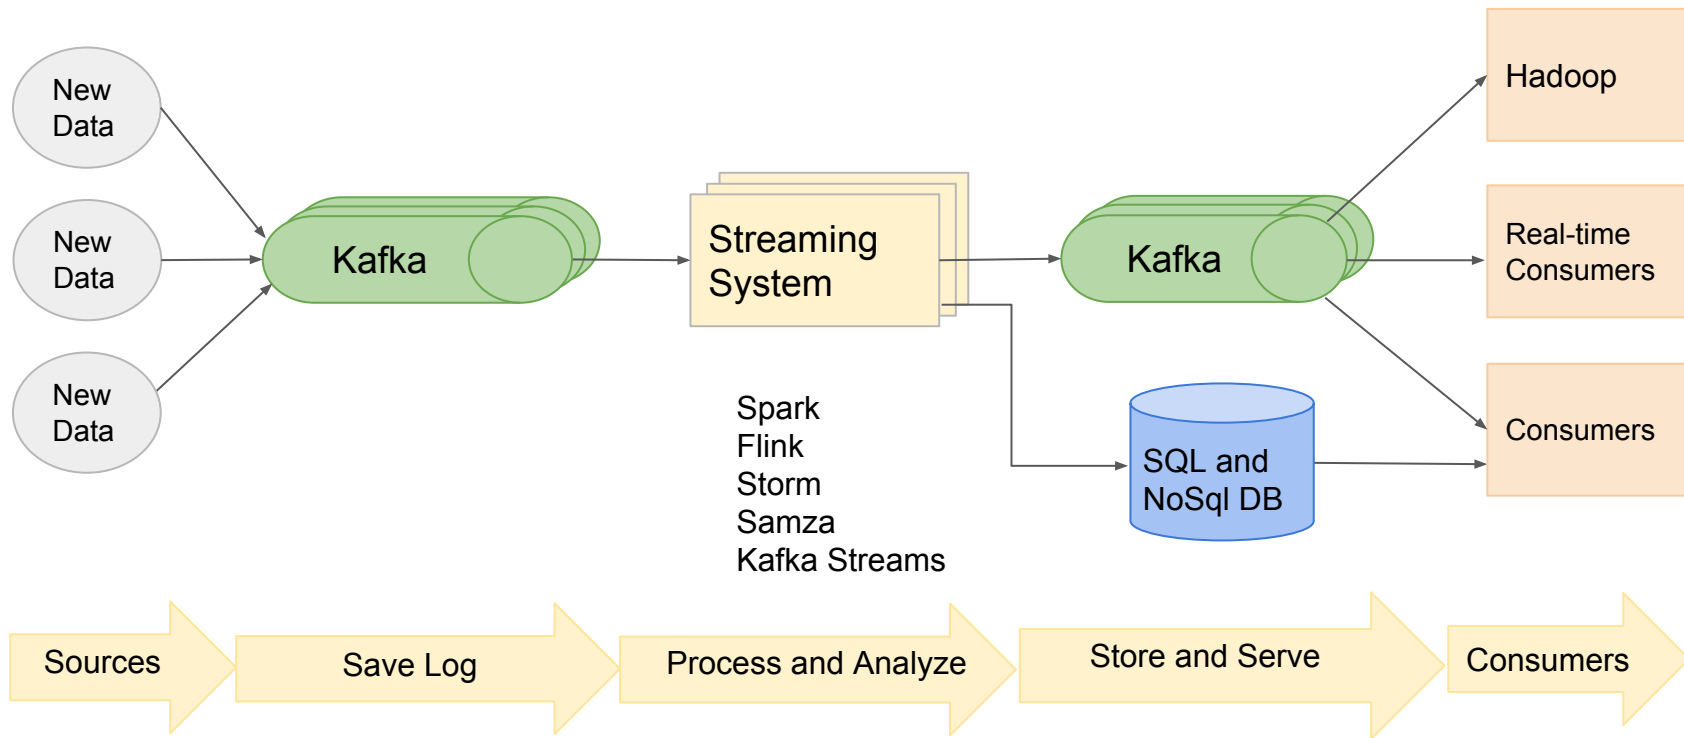 New
Data
New
Data
New
Data
Kafka
Streaming
System
Spark
Flink
Storm
Samza
Kafka Streams
Kafka
SQL and
NoSql DB
Hadoop
Real-time
Consumers
Consumers
Sources
Save Log
Process and Analyze
Store and Serve
Consumers